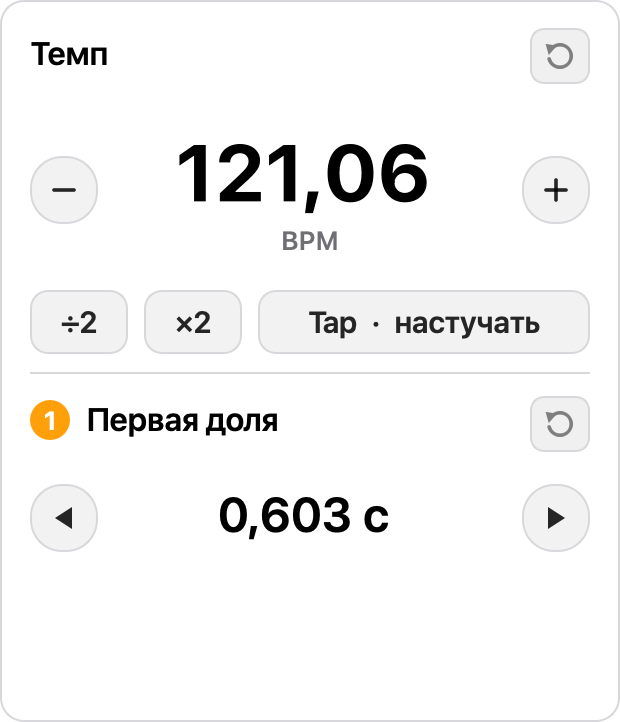 Темп
121,06
BPM
÷2 ×2 Tap · настучать
1 Первая доля
0,603 с